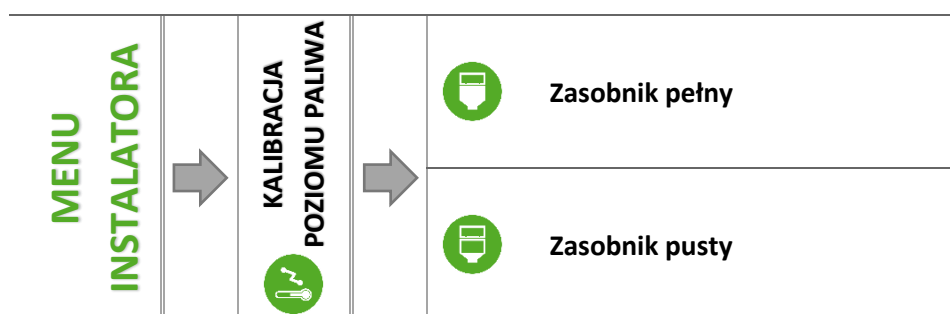 MENU
INSTALATORA
KALIBRACJA
POZIOMU PALIWA
Zasobnik pełny
Zasobnik pusty